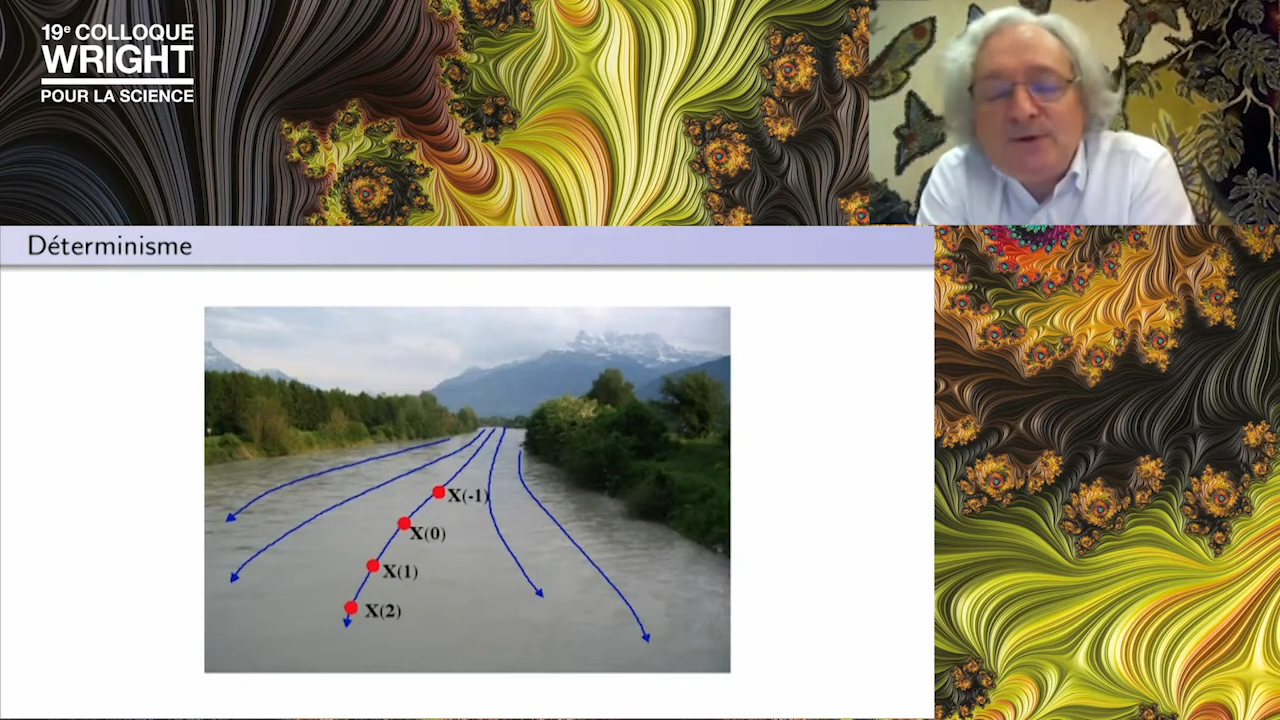 19e COLLOQUE
WRIGHT
POUR LA SCIENCE
Déterminisme
X(-1)
X(0)
X(1)
X(2)